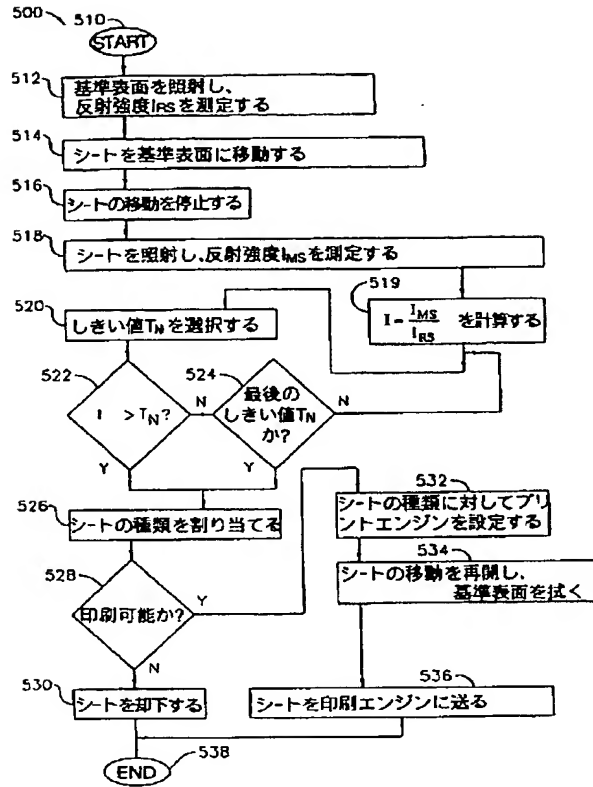 500
510
START
512
基準表面を照射し、
反射強度IRSを測定する
514
シートを基準表面に移動する
516
シートの移動を停止する
518
シートを照射し、反射強度IMSを測定する
519
I=IMS/IRS を計算する
520
しきい値TNを選択する
522
I >TN?
N
Y
524
最後の
しきい値TN
か?
N
Y
526
シートの種類を割り当てる
528
印刷可能か?
Y
N
530
シートを却下する
532
シートの種類に対してプリ
ントエンジンを設定する
534
シートの移動を再開し、
基準表面を拭く
536
シートを印刷エンジンに送る
END
538